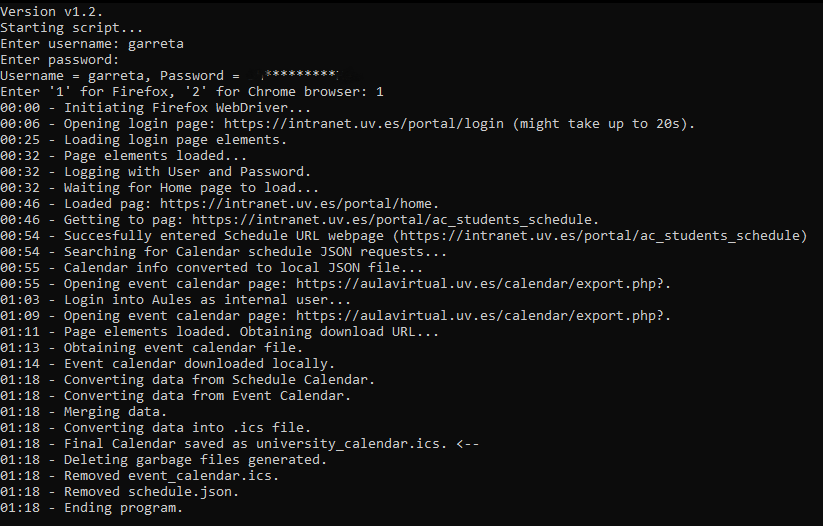 Version v1.2.
Starting script...
Enter username: garreta
Enter password:
Username = garreta, Password = *********
Enter '1' for Firefox, '2' for Chrome browser: 1
00:00 - Initiating Firefox WebDriver...
00:06 - Opening login page: https://intranet.uv.es/portal/login (might take up to 20s).
00:25 - Loading login page elements.
00:32 - Page elements loaded...
00:32 - Logging with User and Password.
00:32 - Waiting for Home page to load...
00:46 - Loaded pag: https://intranet.uv.es/portal/home.
00:46 - Getting to pag: https://intranet.uv.es/portal/ac_students_schedule.
00:54 - Succesfully entered Schedule URL webpage (https://intranet.uv.es/portal/ac_students_schedule)
00:54 - Searching for Calendar schedule JSON requests...
00:55 - Calendar info converted to local JSON file...
00:55 - Opening event calendar page: https://aulavirtual.uv.es/calendar/export.php?.
01:03 - Login into Aules as internal user...
01:09 - Opening event calendar page: https://aulavirtual.uv.es/calendar/export.php?.
01:11 - Page elements loaded. Obtaining download URL...
01:13 - Obtaining event calendar file.
01:14 - Event calendar downloaded locally.
01:18 - Converting data from Schedule Calendar.
01:18 - Converting data from Event Calendar.
01:18 - Merging data.
01:18 - Converting data into .ics file.
01:18 - Final Calendar saved as university_calendar.ics. <--
01:18 - Deleting garbage files generated.
01:18 - Removed event_calendar.ics.
01:18 - Removed schedule.json.
01:18 - Ending program.